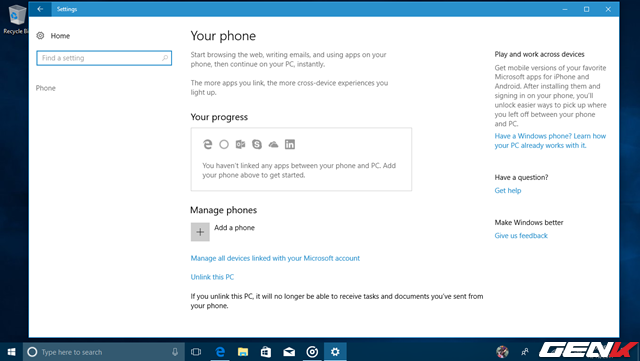 Recycle B
Settings
Home
Find a setting
Phone
Your phone
Start browsing the web, writing emails, and using apps on your
phone, then continue on your PC, instantly.
The more apps you link, the more cross-device experiences you
light up.
Your progress
You haven't linked any apps between your phone and PC. Add
your phone above to get started.
Manage phones
Add a phone
Manage all devices linked with your Microsoft account
Unlink this PC
If you unlink this PC, it will no longer be able to receive tasks and documents you've sent from
your phone.
Play and work across devices
Get mobile versions of your favorite
Microsoft apps for iPhone and
Android. After installing them and
signing in on your phone, you'll
unlock easier ways to pick up where
you left off between your phone
and PC.
Have a Windows phone? Learn how
your PC already works with it.
Have a question?
Get help
Make Windows better
Give us feedback
Type here to search
GENK